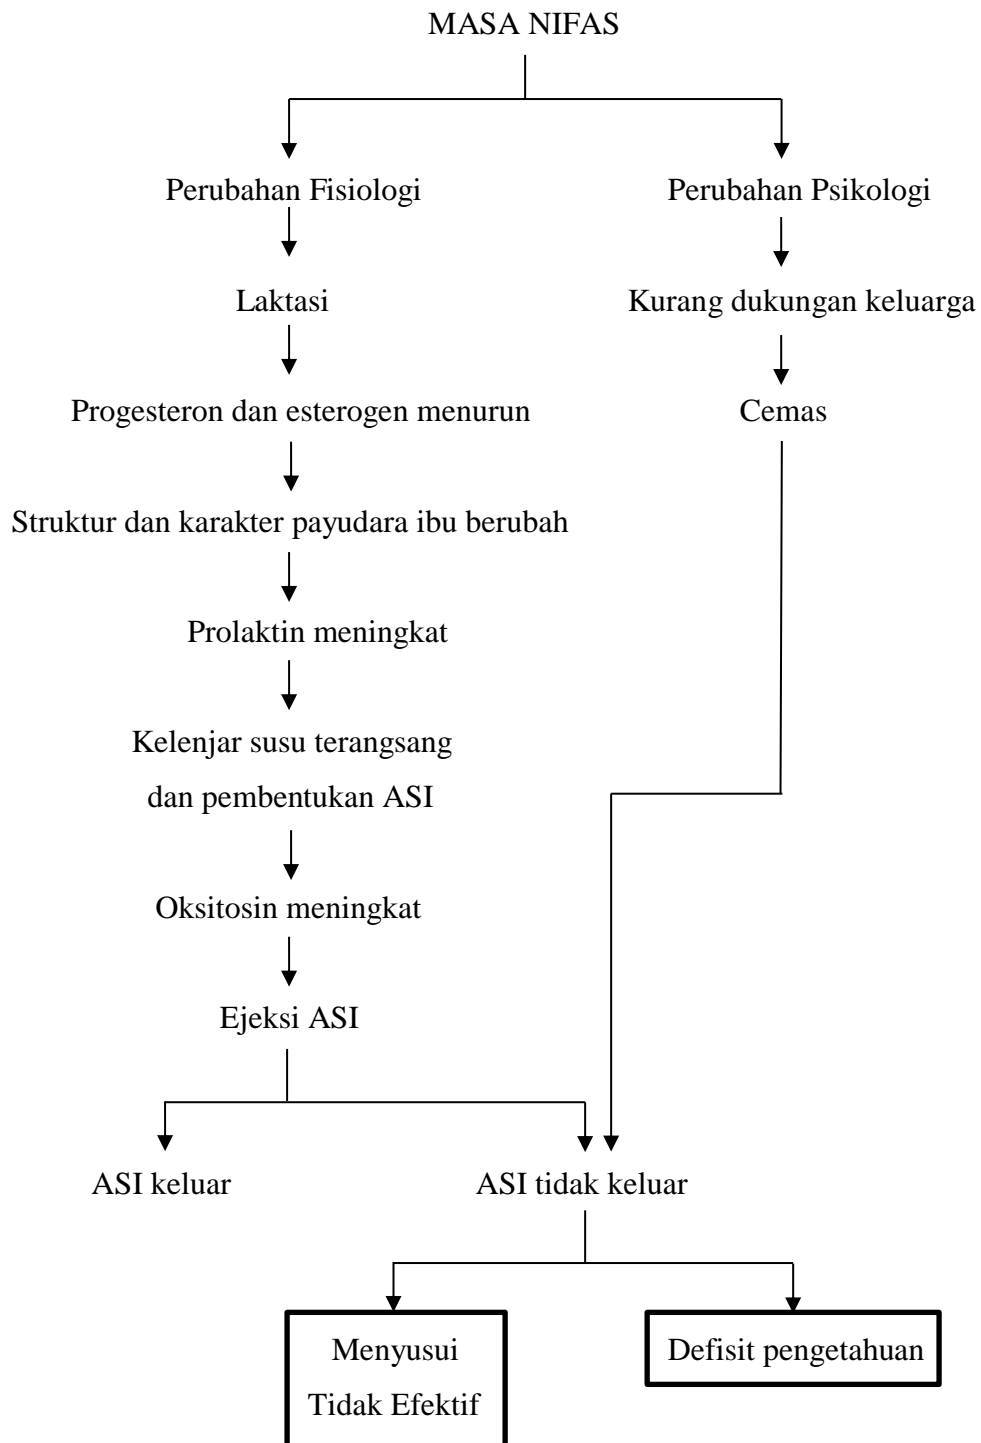 MASA NIFAS
Perubahan Fisiologi
Perubahan Psikologi
Laktasi
Kurang dukungan keluarga
Progesteron dan esterogen menurun
Cemas
Struktur dan karakter payudara ibu berubah
Prolaktin meningkat
Kelenjar susu terangsang
dan pembentukan ASI
Oksitosin meningkat
Ejeksi ASI
ASI keluar
ASI tidak keluar
Menyusui
Tidak Efektif
Defisit pengetahuan